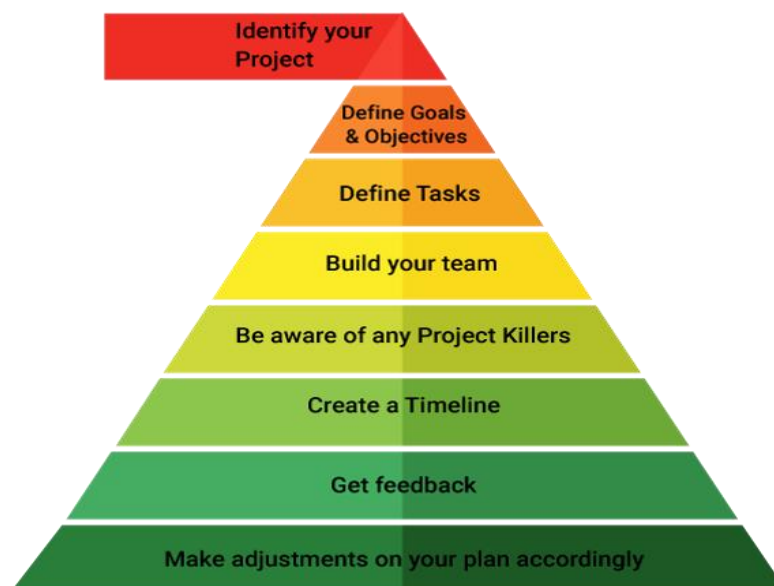 Identify your
Project
Define Goals
& Objectives
Define Tasks
Build your team
Be aware of any Project Killers
Create a Timeline
Get feedback
Make adjustments on your plan accordingly